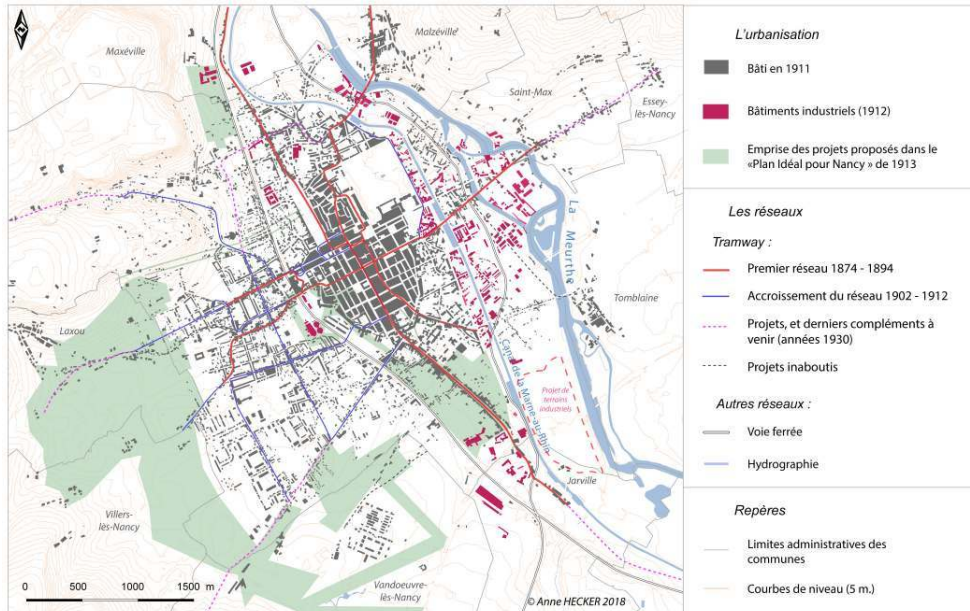 Maxéville
Malzéville
Saint-Max
Essey-
lès-Nancy
La Meurthe
Tomblaine
Laxou
Canal de la Marne-au-Rhin
Projet de
terrains
industriels
Jarville
Villers-
lès-Nancy
Vandoeuvre-
lès-Nancy
0 500 1000 1500 m
© Anne HECKER 2018
L'urbanisation
Bâti en 1911
Bâtiments industriels (1912)
Emprise des projets proposés dans le
«Plan Idéal pour Nancy » de 1913
Les réseaux
Tramway :
Premier réseau 1874 - 1894
Accroissement du réseau 1902 - 1912
Projets, et derniers compléments à
venir (années 1930)
Projets inaboutis
Autres réseaux :
Voie ferrée
Hydrographie
Repères
Limites administratives des
communes
Courbes de niveau (5 m.)